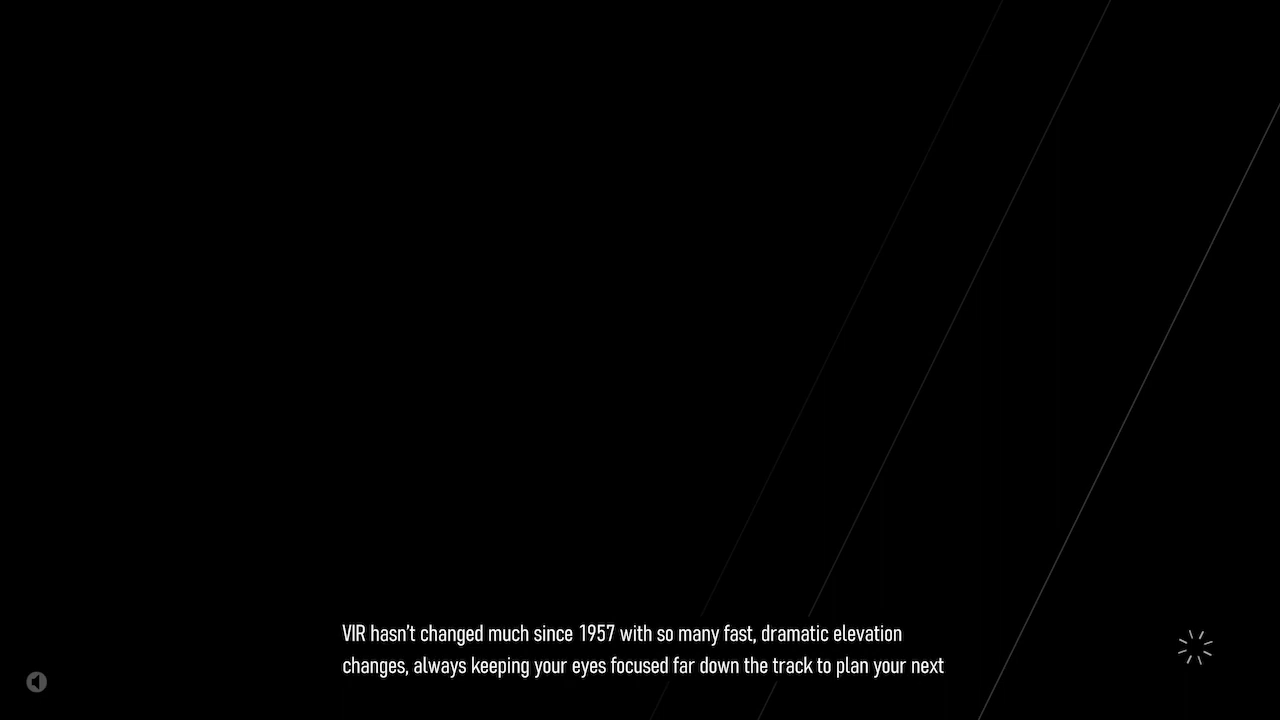 VIR hasn't changed much since 1957 with so many fast, dramatic elevation
changes, always keeping your eyes focused far down the track to plan your next